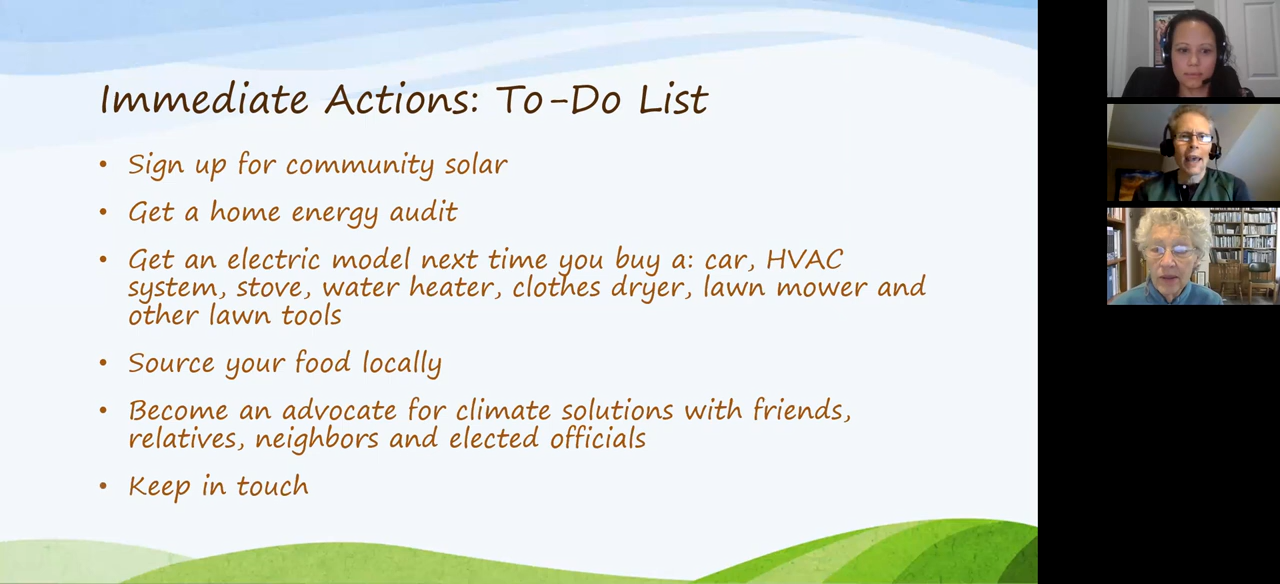 Immediate Actions: To-Do List
• Sign up for community solar
• Get a home energy audit
• Get an electric model next time you buy a: car, HVAC
system, stove, water heater, clothes dryer, lawn mower and
other lawn tools
• Source your food locally
• Become an advocate for climate solutions with friends,
relatives, neighbors and elected officials
• Keep in touch